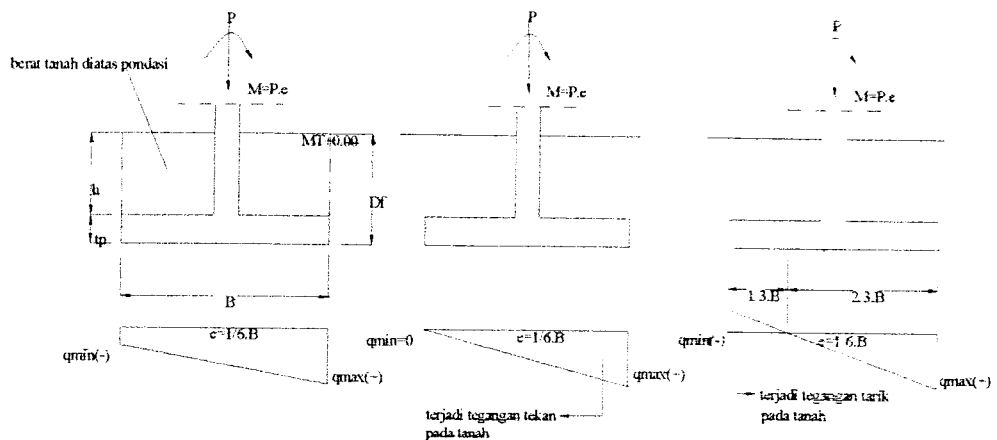 P
berat tanah diatas pondasi
M=P.e
MT±0.00
h
Df
tp
B
e=1/6.B
qmin(-)
qmax(-)
P
M=P.e
qmin=0
e=1/6.B
qmax(-)
terjadi tegangan tekan
pada tanah
P
M=P.e
1.3.B
2.3.B
qmin(-)
e=1/6.B
qmax(-)
terjadi tegangan tarik
pada tanah